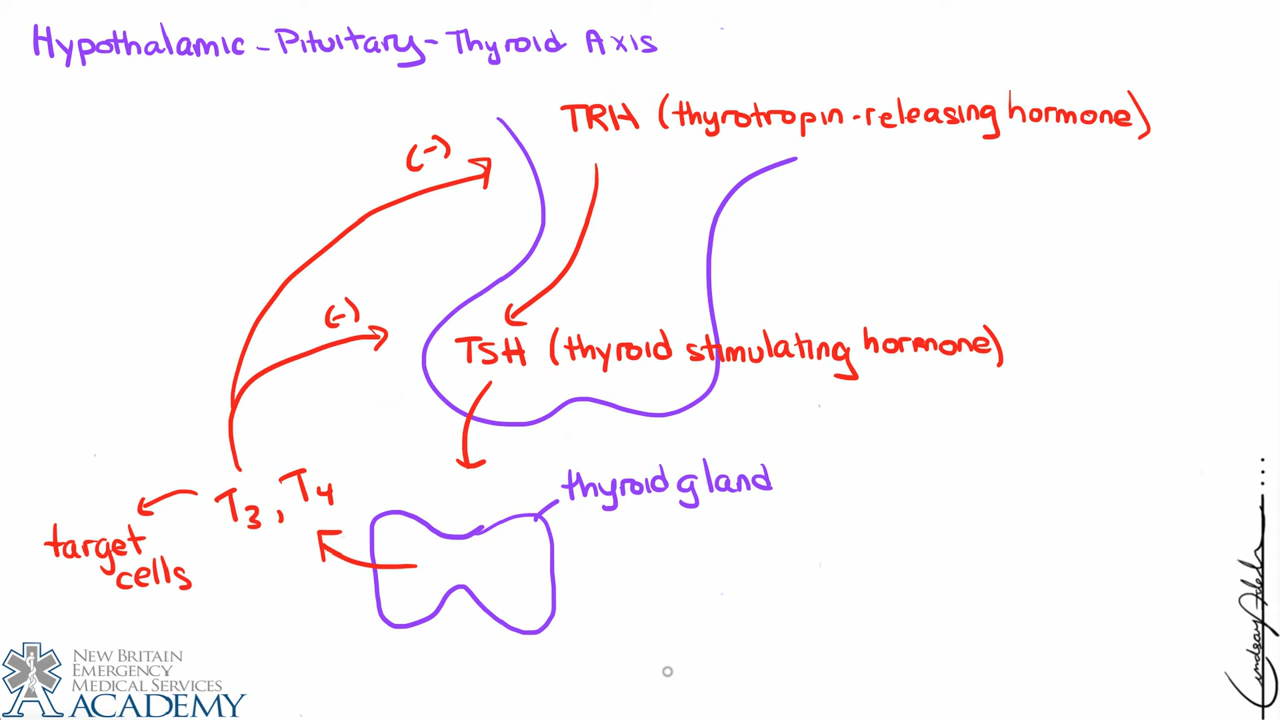 Hypothalamic - Pituitary - Thyroid Axis
TRH (thyrotropin-releasing hormone)
(-)
(-)
TSH (thyroid stimulating hormone)
thyroid gland
T3, T4
target
cells
NEW BRITAIN
EMERGENCY
MEDICAL SERVICES
ACADEMY